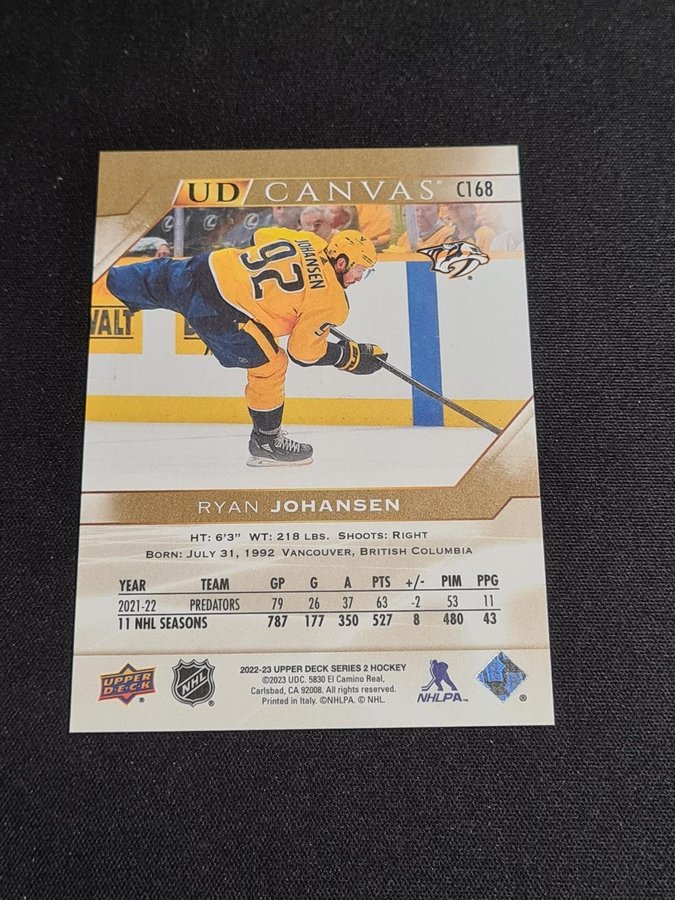 UD CANVAS® C168
JOHANSEN
92
9
WALT
RYAN JOHANSEN
HT: 6'3" WT: 218 LBS. SHOOTS: RIGHT
BORN: JULY 31, 1992 VANCOUVER, BRITISH COLUMBIA
YEAR TEAM GP G A PTS +/- PIM PPG
2021-22 PREDATORS 79 26 37 63 -2 53 11
11 NHL SEASONS 787 177 350 527 8 480 43
UPPER DECK®
NHL
2022-23 UPPER DECK SERIES 2 HOCKEY
©2023 UDC. 5830 El Camino Real,
Carlsbad, CA 92008. All rights reserved.
Printed in Italy. ©NHLPA. © NHL.
NHLPA™
®